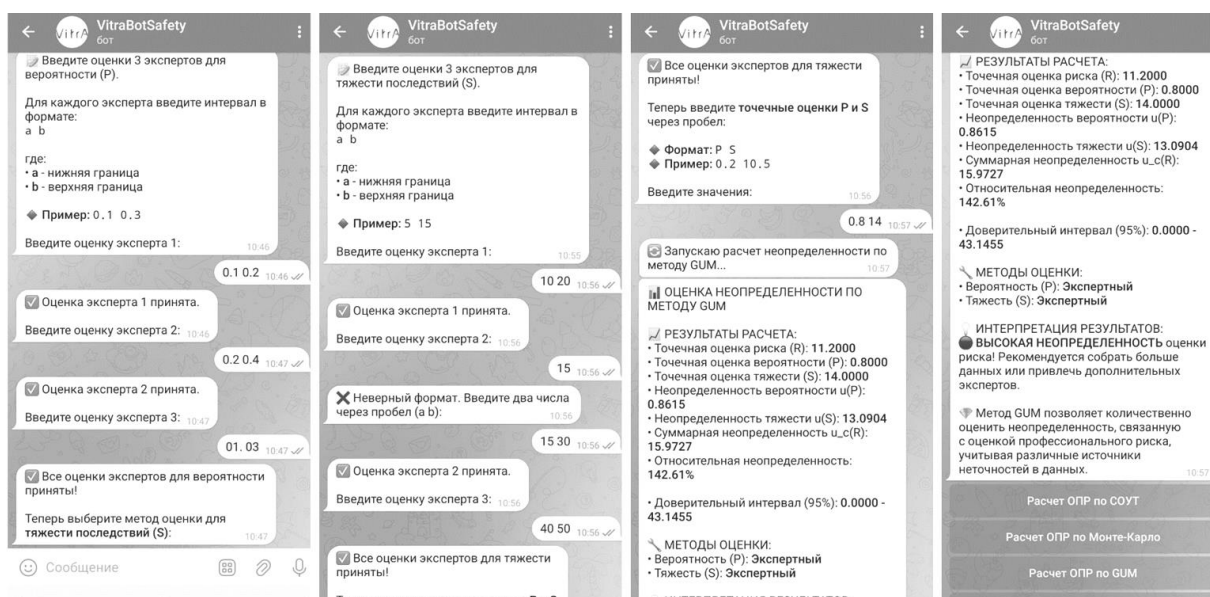 VitraBotSafety
бот
Введите оценки 3 экспертов для
вероятности (P).
Для каждого эксперта введите интервал в
формате:
a b
где:
• a - нижняя граница
• b - верхняя граница
Пример: 0.1 0.3
Введите оценку эксперта 1: 10:46
0.1 0.2 10:46
Оценка эксперта 1 принята.
Введите оценку эксперта 2: 10:46
0.2 0.4 10:47
Оценка эксперта 2 принята.
Введите оценку эксперта 3: 10:47
01. 03 10:47
Все оценки экспертов для вероятности
приняты!
Теперь выберите метод оценки для
тяжести последствий (S): 10:47
Сообщение
VitraBotSafety
бот
Введите оценки 3 экспертов для
тяжести последствий (S).
Для каждого эксперта введите интервал в
формате:
a b
где:
• a - нижняя граница
• b - верхняя граница
Пример: 5 15
Введите оценку эксперта 1: 10:55
10 20 10:56
Оценка эксперта 1 принята.
Введите оценку эксперта 2: 10:56
15 10:56
Неверный формат. Введите два числа
через пробел (a b): 10:56
15 30 10:56
Оценка эксперта 2 принята.
Введите оценку эксперта 3: 10:56
40 50 10:56
Все оценки экспертов для тяжести
приняты!
VitraBotSafety
бот
Все оценки экспертов для тяжести
приняты!
Теперь введите точечные оценки P и S
через пробел:
Формат: P S
Пример: 0.2 10.5
Введите значения: 10:56
0.8 14 10:57
Запускаю расчет неопределенности по
методу GUM... 10:57
ОЦЕНКА НЕОПРЕДЕЛЕННОСТИ ПО
МЕТОДУ GUM
РЕЗУЛЬТАТЫ РАСЧЕТА:
• Точечная оценка риска (R): 11.2000
• Точечная оценка вероятности (P): 0.8000
• Точечная оценка тяжести (S): 14.0000
• Неопределенность вероятности u(P):
0.8615
• Неопределенность тяжести u(S): 13.0904
• Суммарная неопределенность u_c(R):
15.9727
• Относительная неопределенность:
142.61%
• Доверительный интервал (95%): 0.0000 -
43.1455
МЕТОДЫ ОЦЕНКИ:
• Вероятность (P): Экспертный
• Тяжесть (S): Экспертный
VitraBotSafety
бот
РЕЗУЛЬТАТЫ РАСЧЕТА:
• Точечная оценка риска (R): 11.2000
• Точечная оценка вероятности (P): 0.8000
• Точечная оценка тяжести (S): 14.0000
• Неопределенность вероятности u(P):
0.8615
• Неопределенность тяжести u(S): 13.0904
• Суммарная неопределенность u_c(R):
15.9727
• Относительная неопределенность:
142.61%
• Доверительный интервал (95%): 0.0000 -
43.1455
МЕТОДЫ ОЦЕНКИ:
• Вероятность (P): Экспертный
• Тяжесть (S): Экспертный
ИНТЕРПРЕТАЦИЯ РЕЗУЛЬТАТОВ:
ВЫСОКАЯ НЕОПРЕДЕЛЕННОСТЬ оценки
риска! Рекомендуется собрать больше
данных или привлечь дополнительных
экспертов.
Метод GUM позволяет количественно
оценить неопределенность, связанную
с оценкой профессионального риска,
учитывая различные источники
неточностей в данных. 10:57
Расчет ОПР по СОУТ
Расчет ОПР по Монте-Карло
Расчет ОПР по GUM